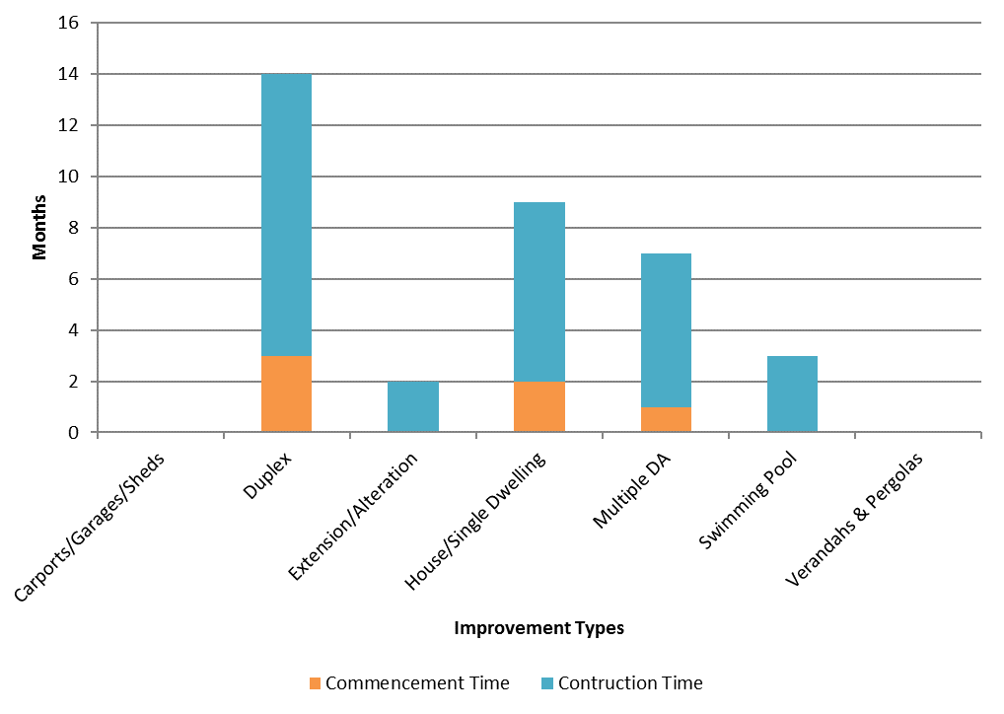 16
14
12
10
8
6
4
2
0
Months
Carports/Garages/Sheds
Duplex
Extension/Alteration
House/Single Dwelling
Multiple DA
Swimming Pool
Verandahs & Pergolas
Improvement Types
Commencement Time
Contruction Time